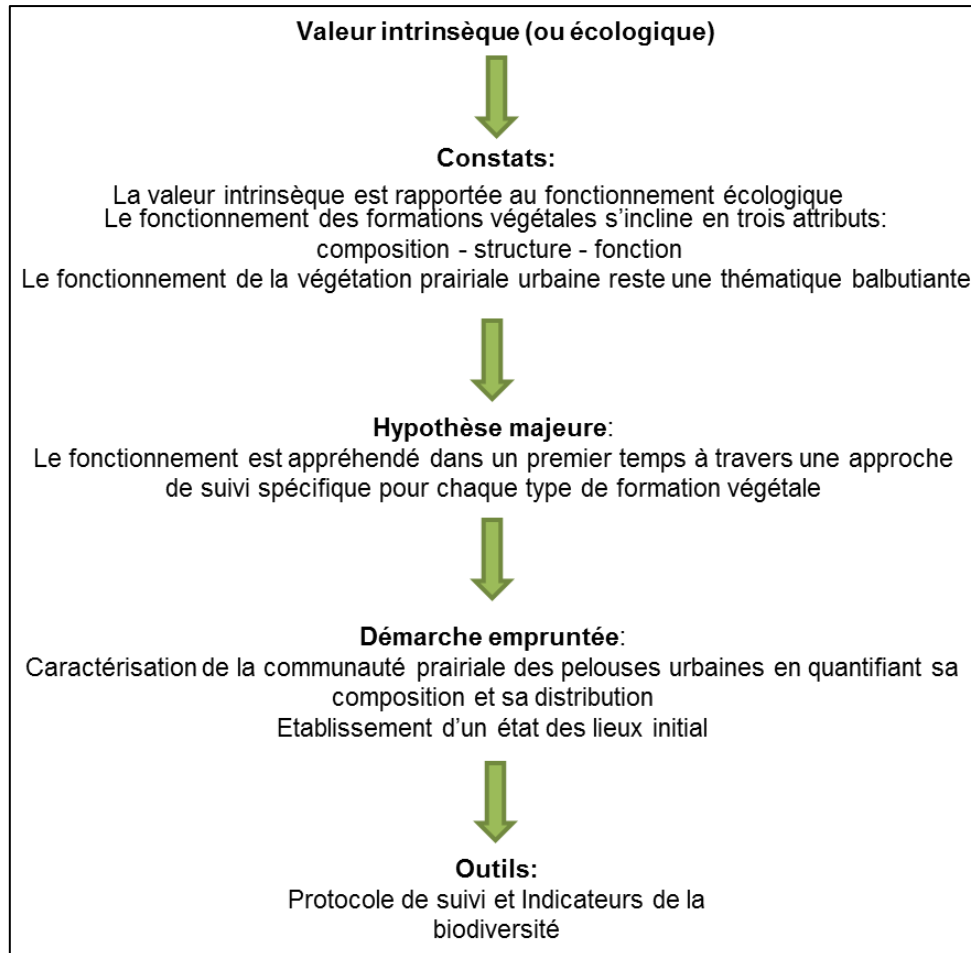 Valeur intrinsèque (ou écologique)
Constats:
La valeur intrinsèque est rapportée au fonctionnement écologique
Le fonctionnement des formations végétales s’incline en trois attributs:
composition - structure - fonction
Le fonctionnement de la végétation prairiale urbaine reste une thématique balbutiante
Hypothèse majeure:
Le fonctionnement est appréhendé dans un premier temps à travers une approche
de suivi spécifique pour chaque type de formation végétale
Démarche empruntée:
Caractérisation de la communauté prairiale des pelouses urbaines en quantifiant sa
composition et sa distribution
Etablissement d’un état des lieux initial
Outils:
Protocole de suivi et Indicateurs de la
biodiversité